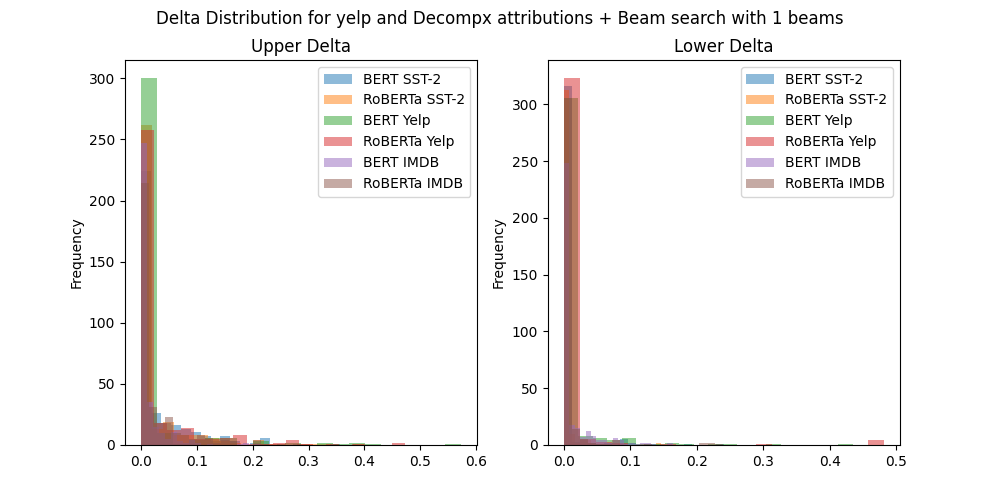 Delta Distribution for yelp and Decompx attributions + Beam search with 1 beams
Upper Delta
Frequency
300
250
200
150
100
50
0
0.0 0.1 0.2 0.3 0.4 0.5 0.6
BERT SST-2
RoBERTa SST-2
BERT Yelp
RoBERTa Yelp
BERT IMDB
RoBERTa IMDB
Lower Delta
Frequency
300
250
200
150
100
50
0
0.0 0.1 0.2 0.3 0.4 0.5
BERT SST-2
RoBERTa SST-2
BERT Yelp
RoBERTa Yelp
BERT IMDB
RoBERTa IMDB